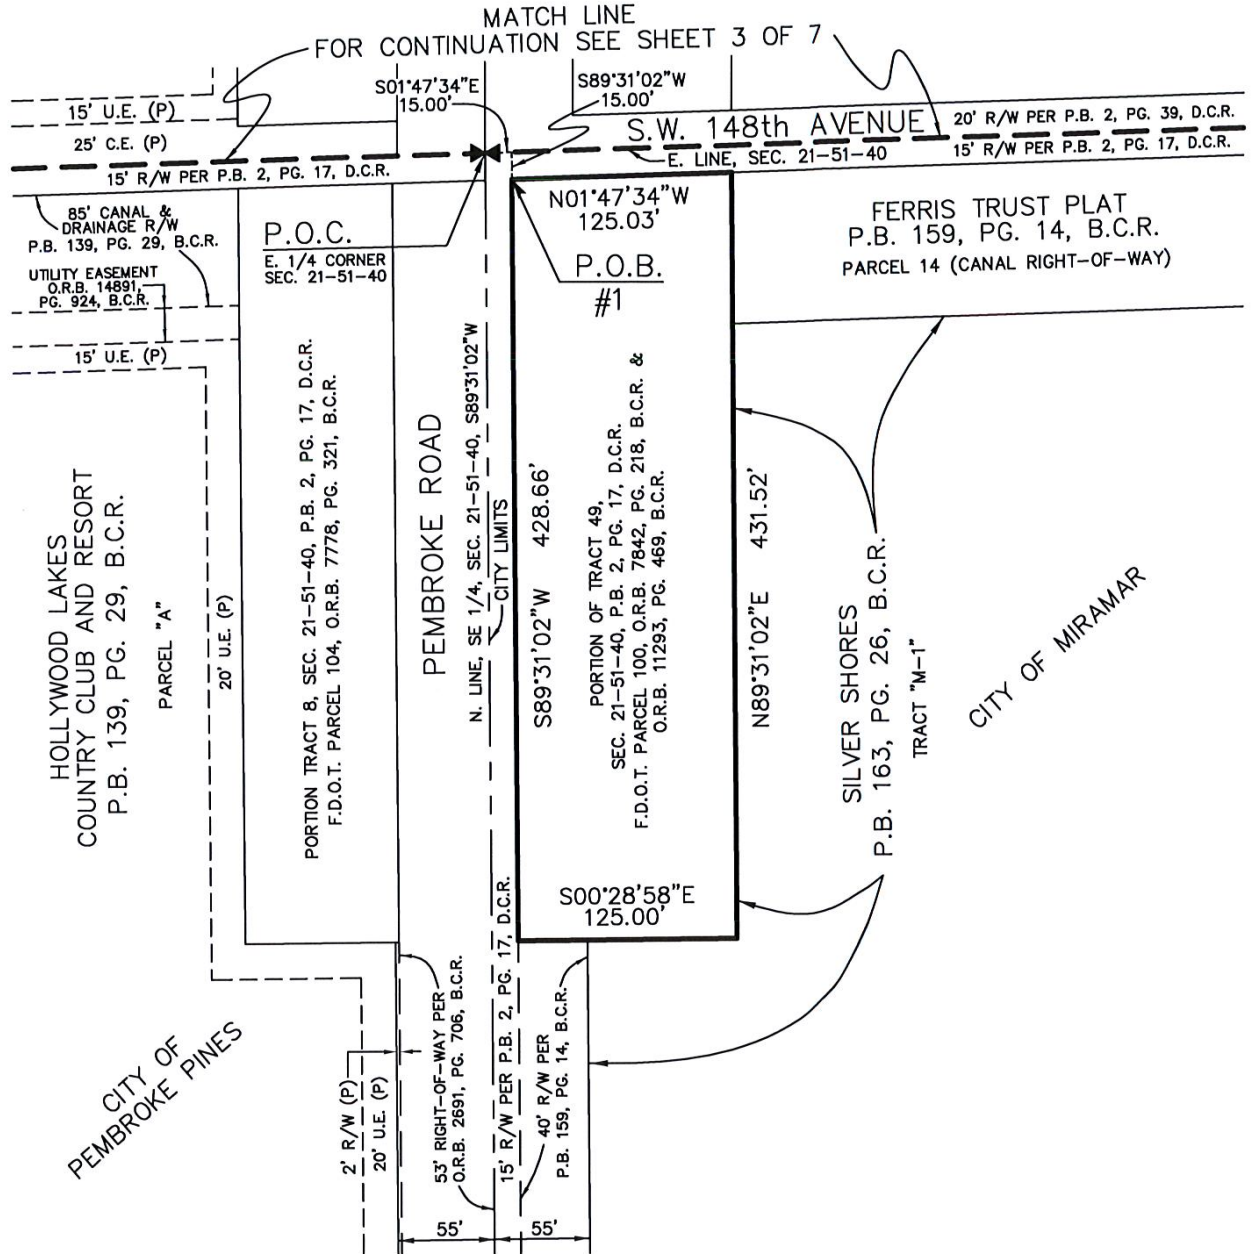 MATCH LINE
FOR CONTINUATION SEE SHEET 3 OF 7
S01°47'34"E
15.00'
S89°31'02"W
15.00'
15' U.E. (P)
25' C.E. (P)
15' R/W PER P.B. 2, PG. 17, D.C.R.
S.W. 148th AVENUE
20' R/W PER P.B. 2, PG. 39, D.C.R.
15' R/W PER P.B. 2, PG. 17, D.C.R.
E. LINE, SEC. 21-51-40
85' CANAL &
DRAINAGE R/W
P.B. 139, PG. 29, B.C.R.
UTILITY EASEMENT
O.R.B. 14891,
PG. 924, B.C.R.
15' U.E. (P)
P.O.C.
E. 1/4 CORNER
SEC. 21-51-40
N01°47'34"W
125.03'
P.O.B.
#1
FERRIS TRUST PLAT
P.B. 159, PG. 14, B.C.R.
PARCEL 14 (CANAL RIGHT-OF-WAY)
HOLLYWOOD LAKES
COUNTRY CLUB AND RESORT
P.B. 139, PG. 29, B.C.R.
PARCEL "A"
20' U.E. (P)
PORTION TRACT 8, SEC. 21-51-40, P.B. 2, PG. 17, D.C.R.
F.D.O.T. PARCEL 104, O.R.B. 7778, PG. 321, B.C.R.
PEMBROKE ROAD
N. LINE, SE 1/4, SEC. 21-51-40, S89°31'02"W
CITY LIMITS
S89°31'02"W 428.66'
PORTION OF TRACT 49,
SEC. 21-51-40, P.B. 2, PG. 17, D.C.R.
F.D.O.T. PARCEL 100, O.R.B. 7842, PG. 218, B.C.R. &
O.R.B. 11293, PG. 469, B.C.R.
N89°31'02"E 431.52'
SILVER SHORES
P.B. 163, PG. 26, B.C.R.
TRACT "M-1"
CITY OF MIRAMAR
S00°28'58"E
125.00'
CITY OF
PEMBROKE PINES
2' R/W (P)
20' U.E. (P)
53' RIGHT-OF-WAY PER
O.R.B. 2691, PG. 706, B.C.R.
15' R/W PER P.B. 2, PG. 17, D.C.R.
40' R/W PER
P.B. 159, PG. 14, B.C.R.
55'
55'